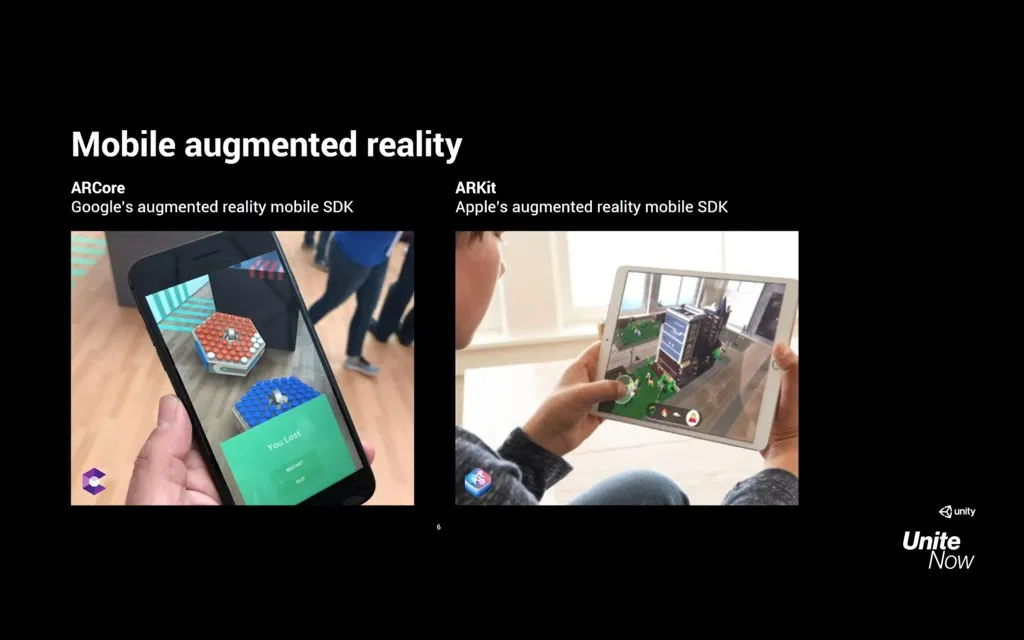 Mobile augmented reality
ARCore
Google's augmented reality mobile SDK
ARKit
Apple's augmented reality mobile SDK
You Lost
RESTART
QUIT
6
unity
Unite
Now